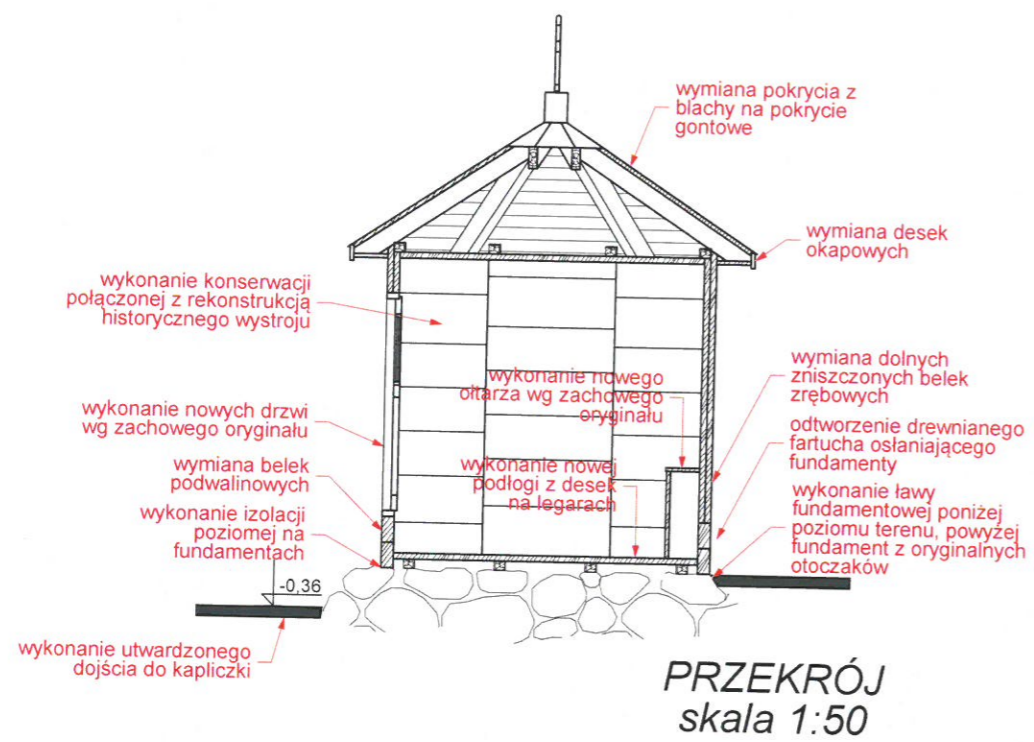 wymiana pokrycia z
blachy na pokrycie
gontowe
wymiana desek
okapowych
wykonanie konserwacji
połączonej z rekonstrukcją
historycznego wystroju
wykonanie nowego
ołtarza wg zachowego
oryginału
wymiana dolnych
zniszczonych belek
zrębowych
wykonanie nowych drzwi
wg zachowego oryginału
odtworzenie drewnianego
fartucha osłaniającego
fundamenty
wymiana belek
podwalinowych
wykonanie nowej
podłogi z desek
na legarach
wykonanie ławy
fundamentowej poniżej
poziomu terenu, powyżej
fundament z oryginalnych
otoczaków
wykonanie izolacji
poziomej na
fundamentach
-0,36
wykonanie utwardzonego
dojścia do kapliczki
PRZEKRÓJ
skala 1:50